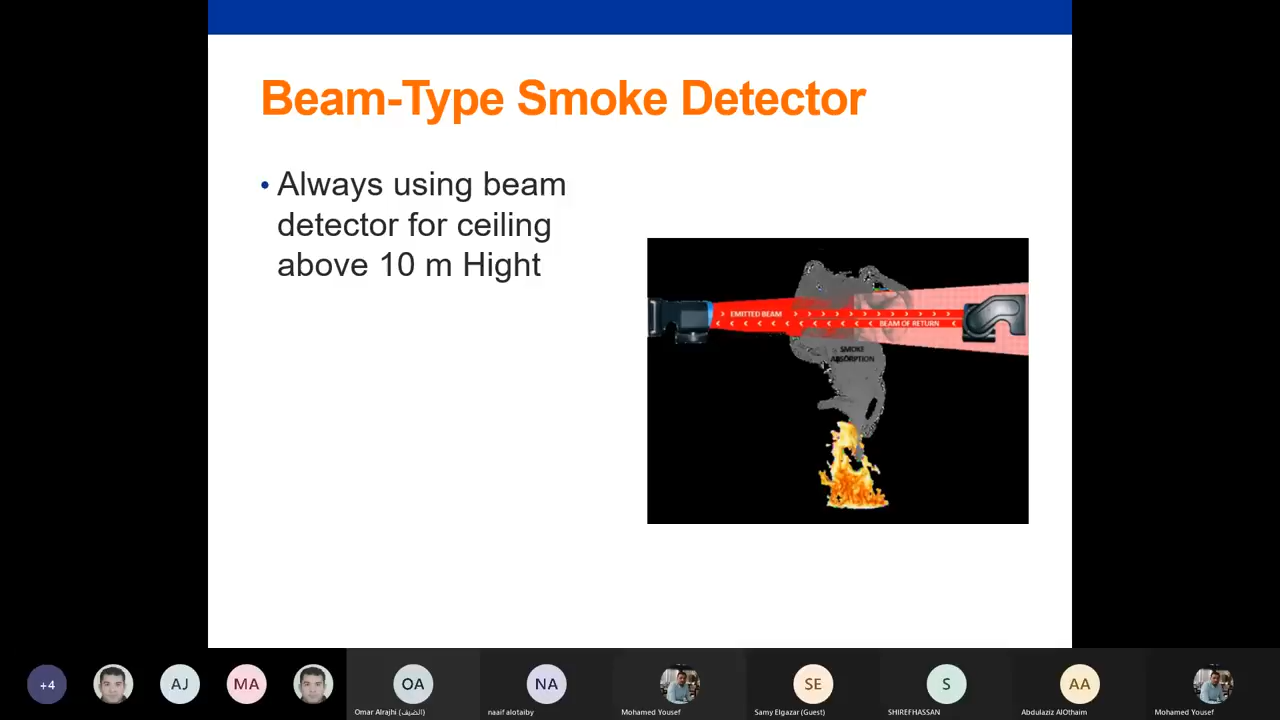 Beam-Type Smoke Detector
• Always using beam
detector for ceiling
above 10 m Hight
EMITTED BEAM
BEAM OF RETURN
SMOKE
ABSORPTION
+4
AJ
MA
OA
NA
SE
S
AA
Omar Alrajhi (الضيف)
naaif alotaiby
Mohamed Yousef
Samy Elgazar (Guest)
SHIREFHASSAN
Abdulaziz AlOthaim
Mohamed Yousef